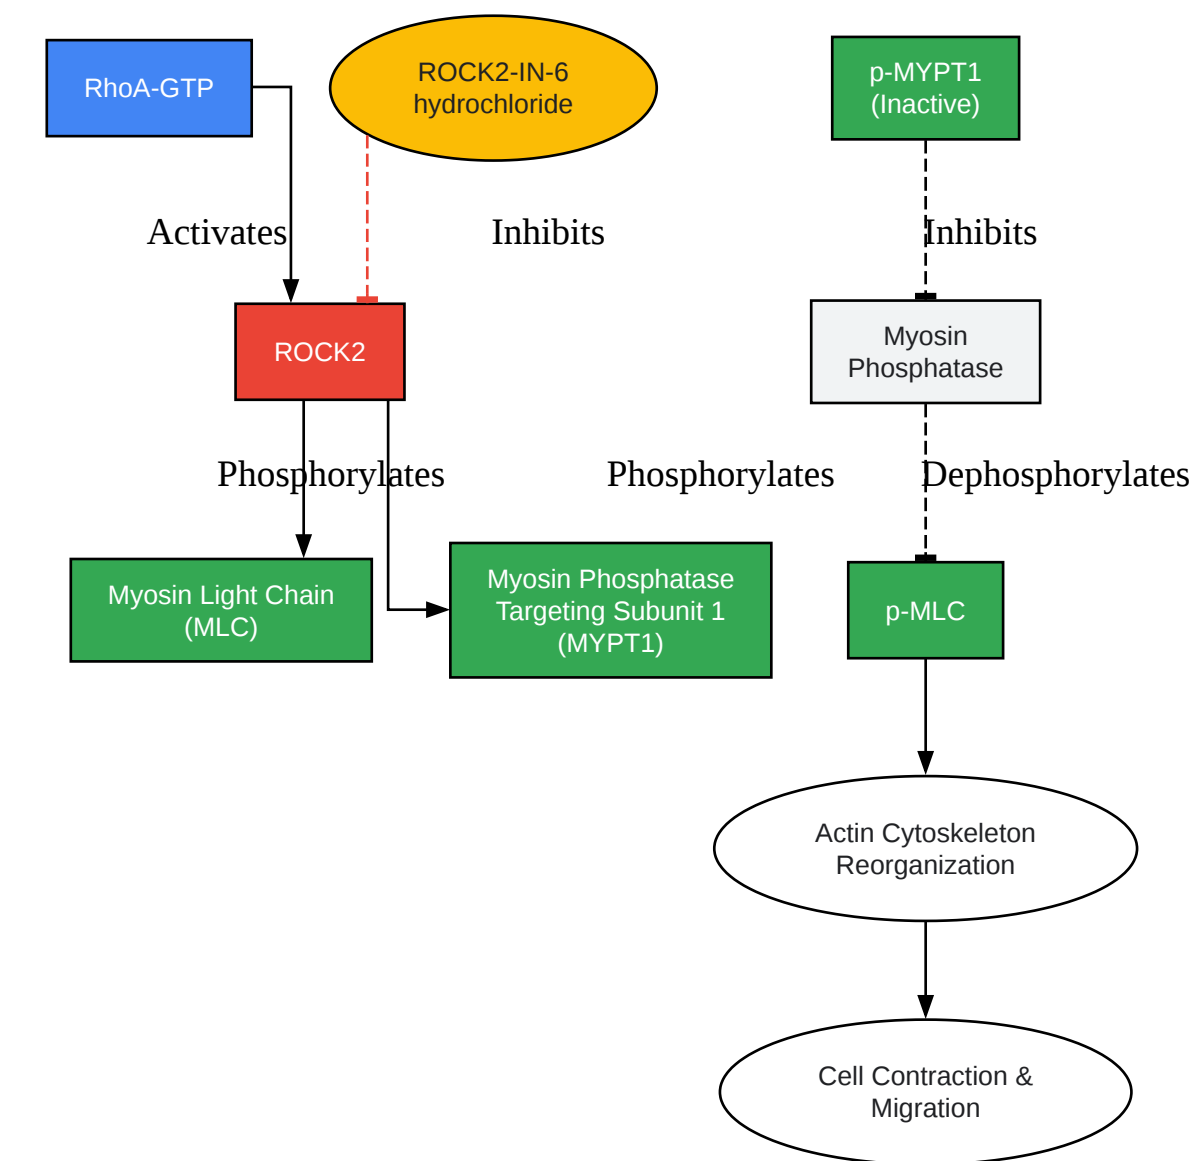 RhoA-GTP
ROCK2-IN-6
hydrochloride
p-MYPT1
(Inactive)
Activates
Inhibits
Inhibits
ROCK2
Myosin
Phosphatase
Phosphorylates
Phosphorylates
Dephosphorylates
Myosin Light Chain
(MLC)
Myosin Phosphatase
Targeting Subunit 1
(MYPT1)
p-MLC
Actin Cytoskeleton
Reorganization
Cell Contraction &
Migration